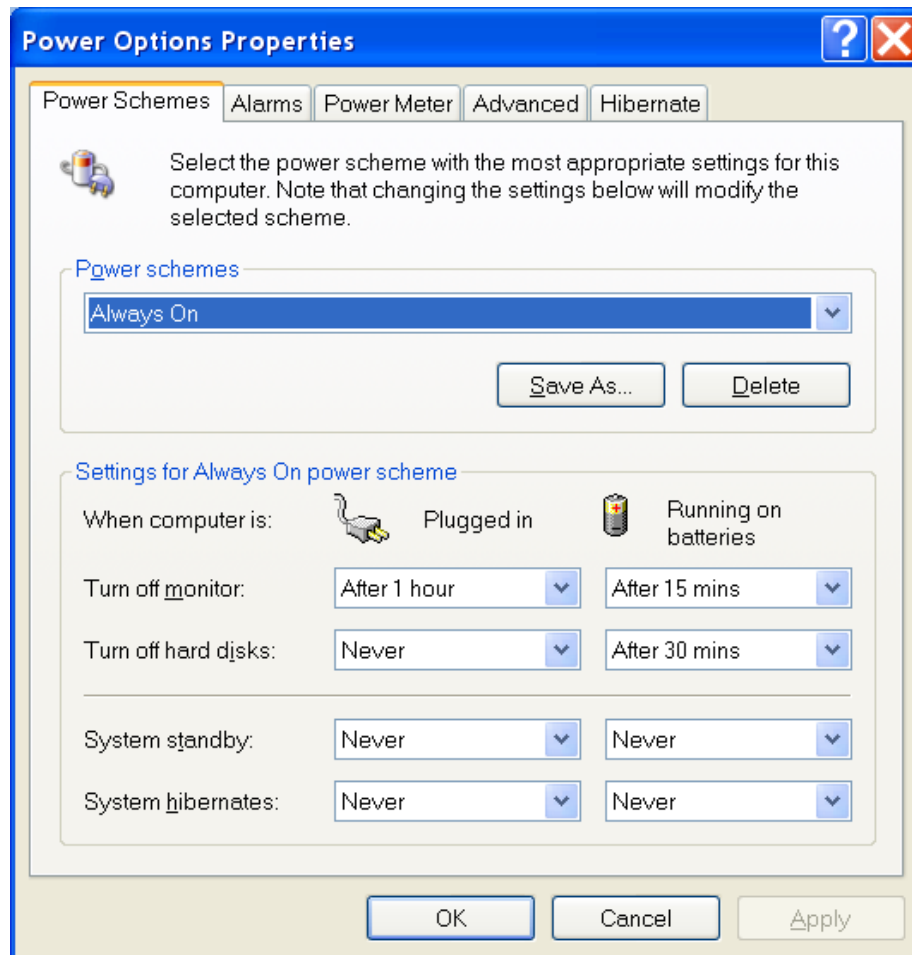 Power Options Properties
Power Schemes Alarms Power Meter Advanced Hibernate
Select the power scheme with the most appropriate settings for this
computer. Note that changing the settings below will modify the
selected scheme.
Power schemes
Always On
Save As... Delete
Settings for Always On power scheme
When computer is: Plugged in Running on
batteries
Turn off monitor: After 1 hour After 15 mins
Turn off hard disks: Never After 30 mins
System standby: Never Never
System hibernates: Never Never
OK Cancel Apply